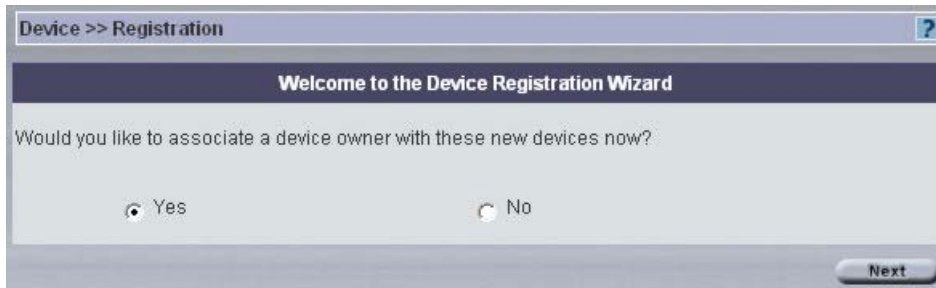 Device >> Registration ?
Welcome to the Device Registration Wizard
Would you like to associate a device owner with these new devices now?
Yes No
Next